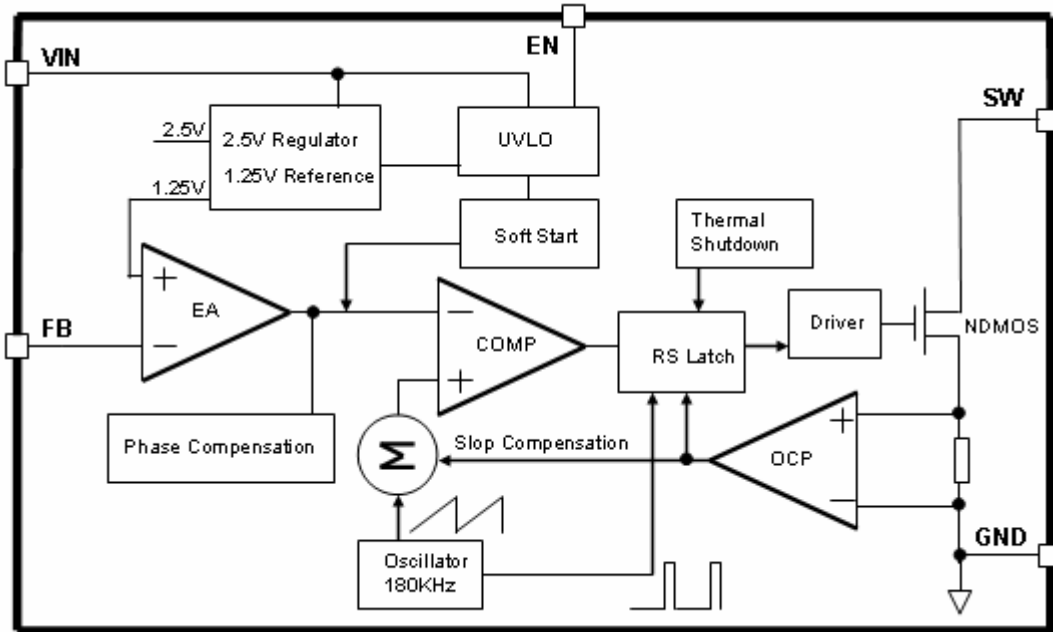 EN
VIN
SW
2.5V
2.5V Regulator
1.25V Reference
1.25V
UVLO
Soft Start
Thermal
Shutdown
+
EA
−
FB
−
COMP
+
RS Latch
Driver
NDMOS
Phase Compensation
Σ
Slop Compensation
+
OCP
−
GND
Oscillator
180KHz